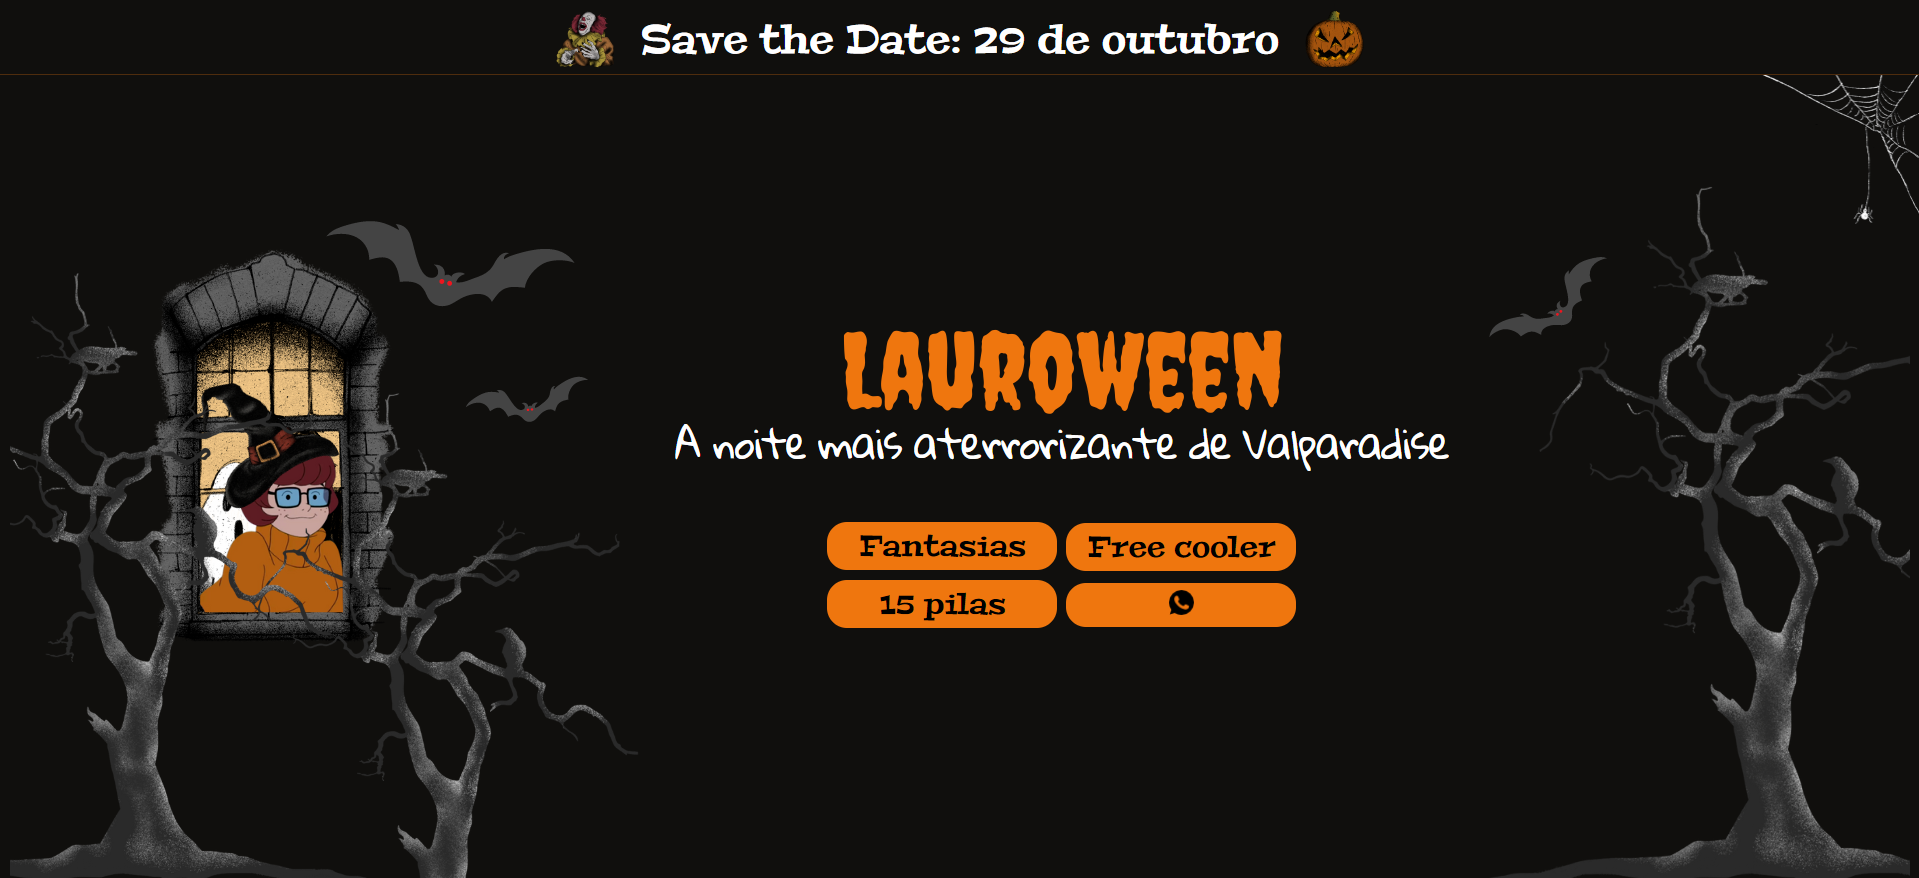 Save the Date: 29 de outubro
LAUROWEEN
A noite mais aterrorizante de Valparadise
Fantasias
Free cooler
15 pilas